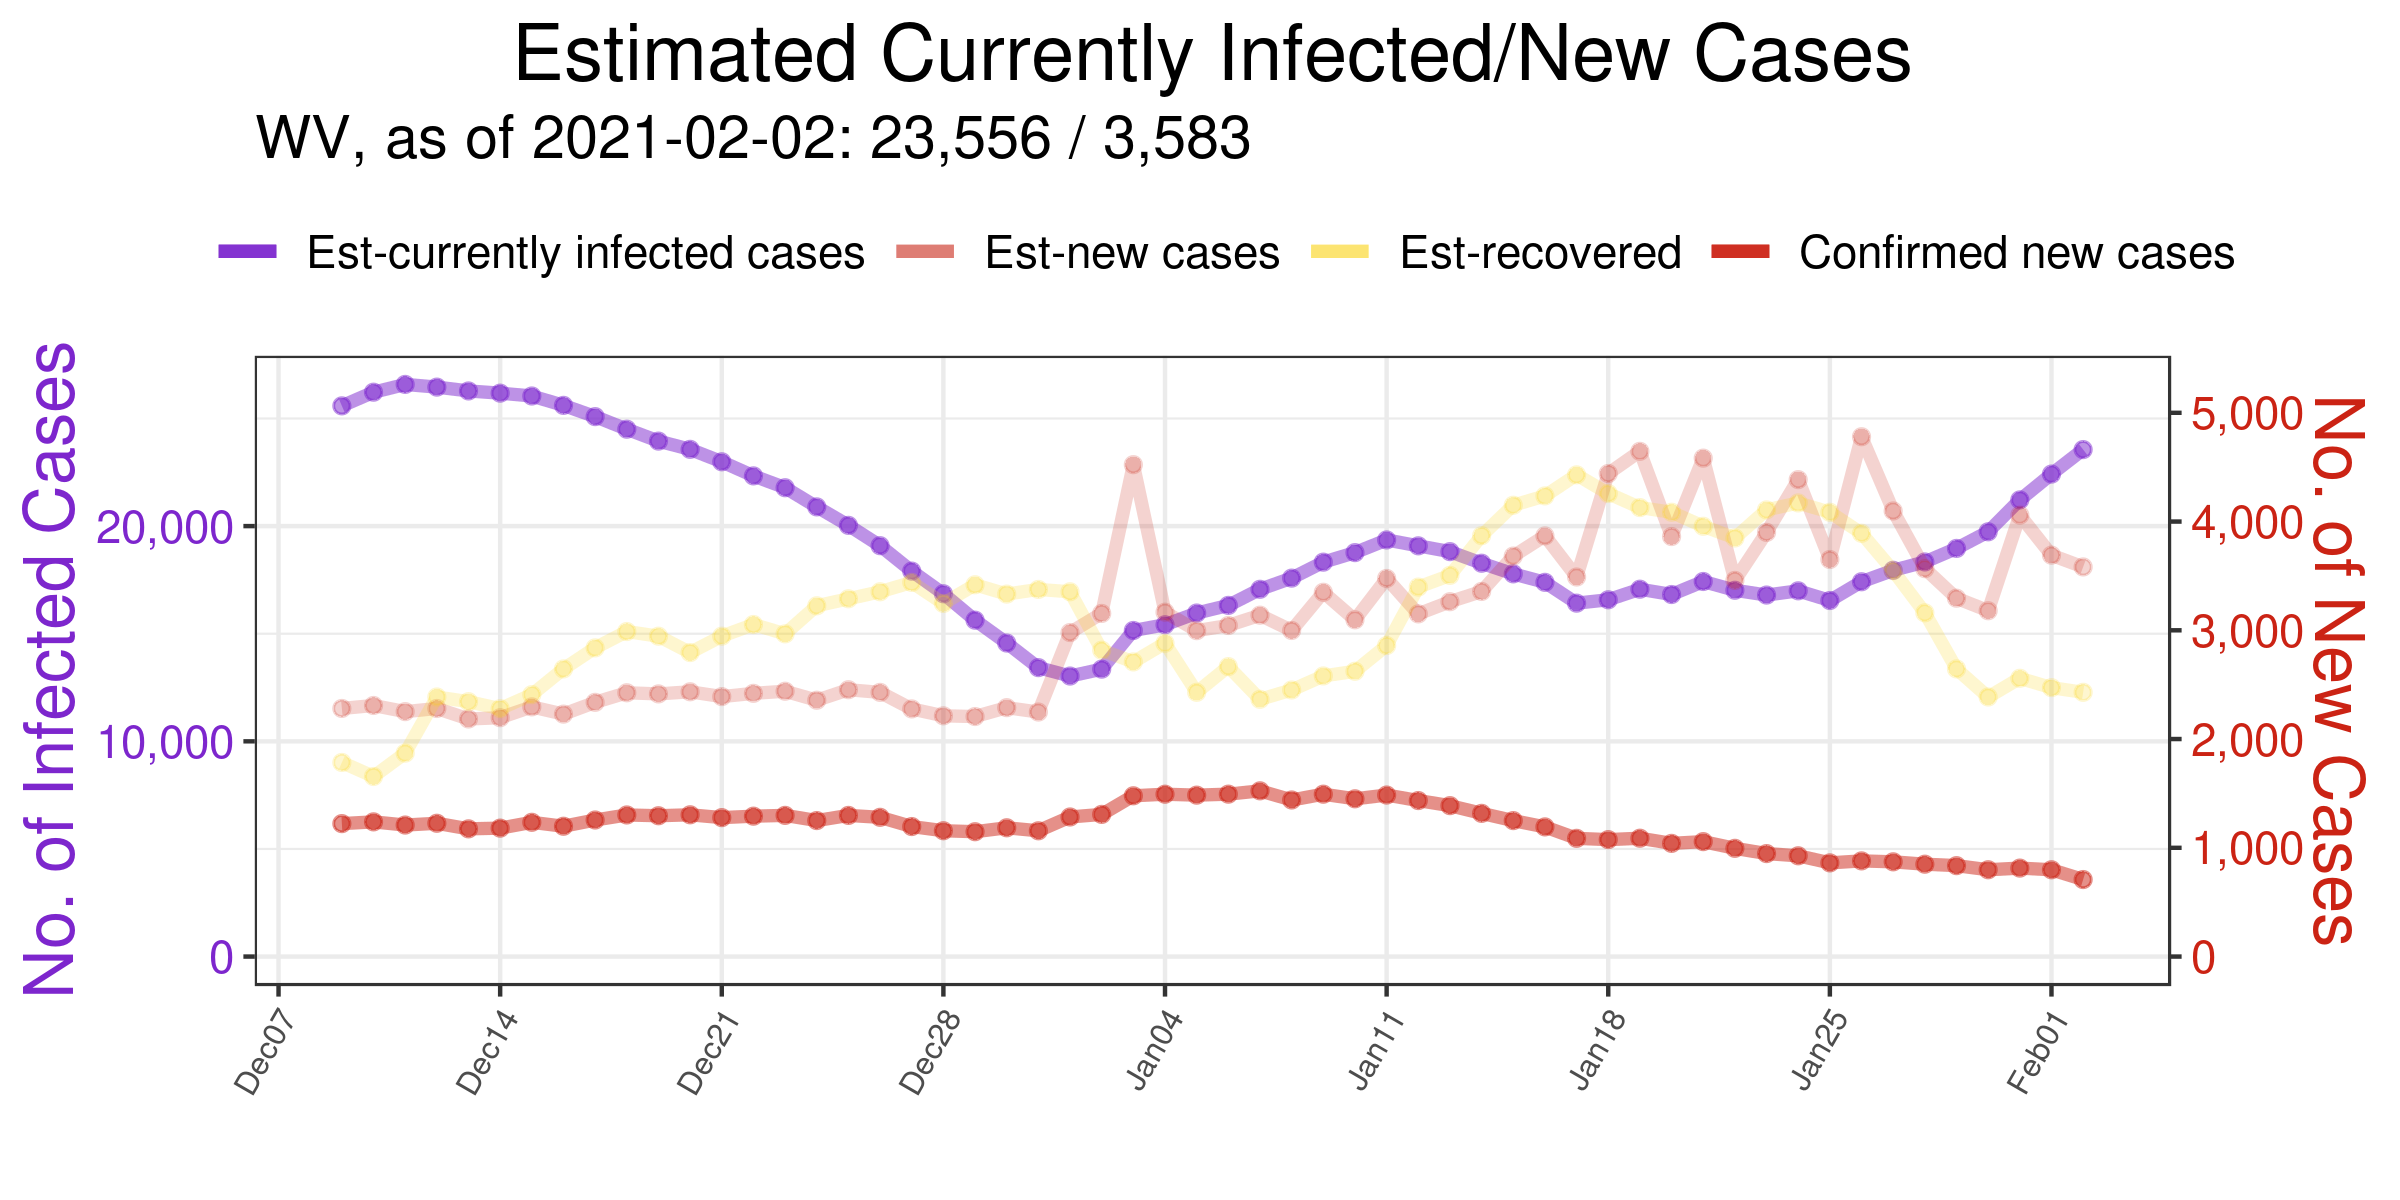 Estimated Currently Infected/New Cases
WV, as of 2021-02-02: 23,556 / 3,583
Est-currently infected cases Est-new cases Est-recovered Confirmed new cases
No. of Infected Cases
20,000
10,000
0
5,000
4,000
3,000
2,000
1,000
0
No. of New Cases
Dec07 Dec14 Dec21 Dec28 Jan04 Jan11 Jan18 Jan25 Feb01